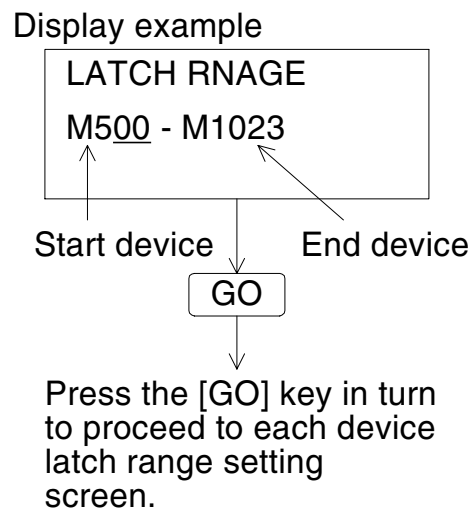 Display example
LATCH RNAGE
M500 - M1023
Start device
End device
GO
Press the [GO] key in turn
to proceed to each device
latch range setting
screen.